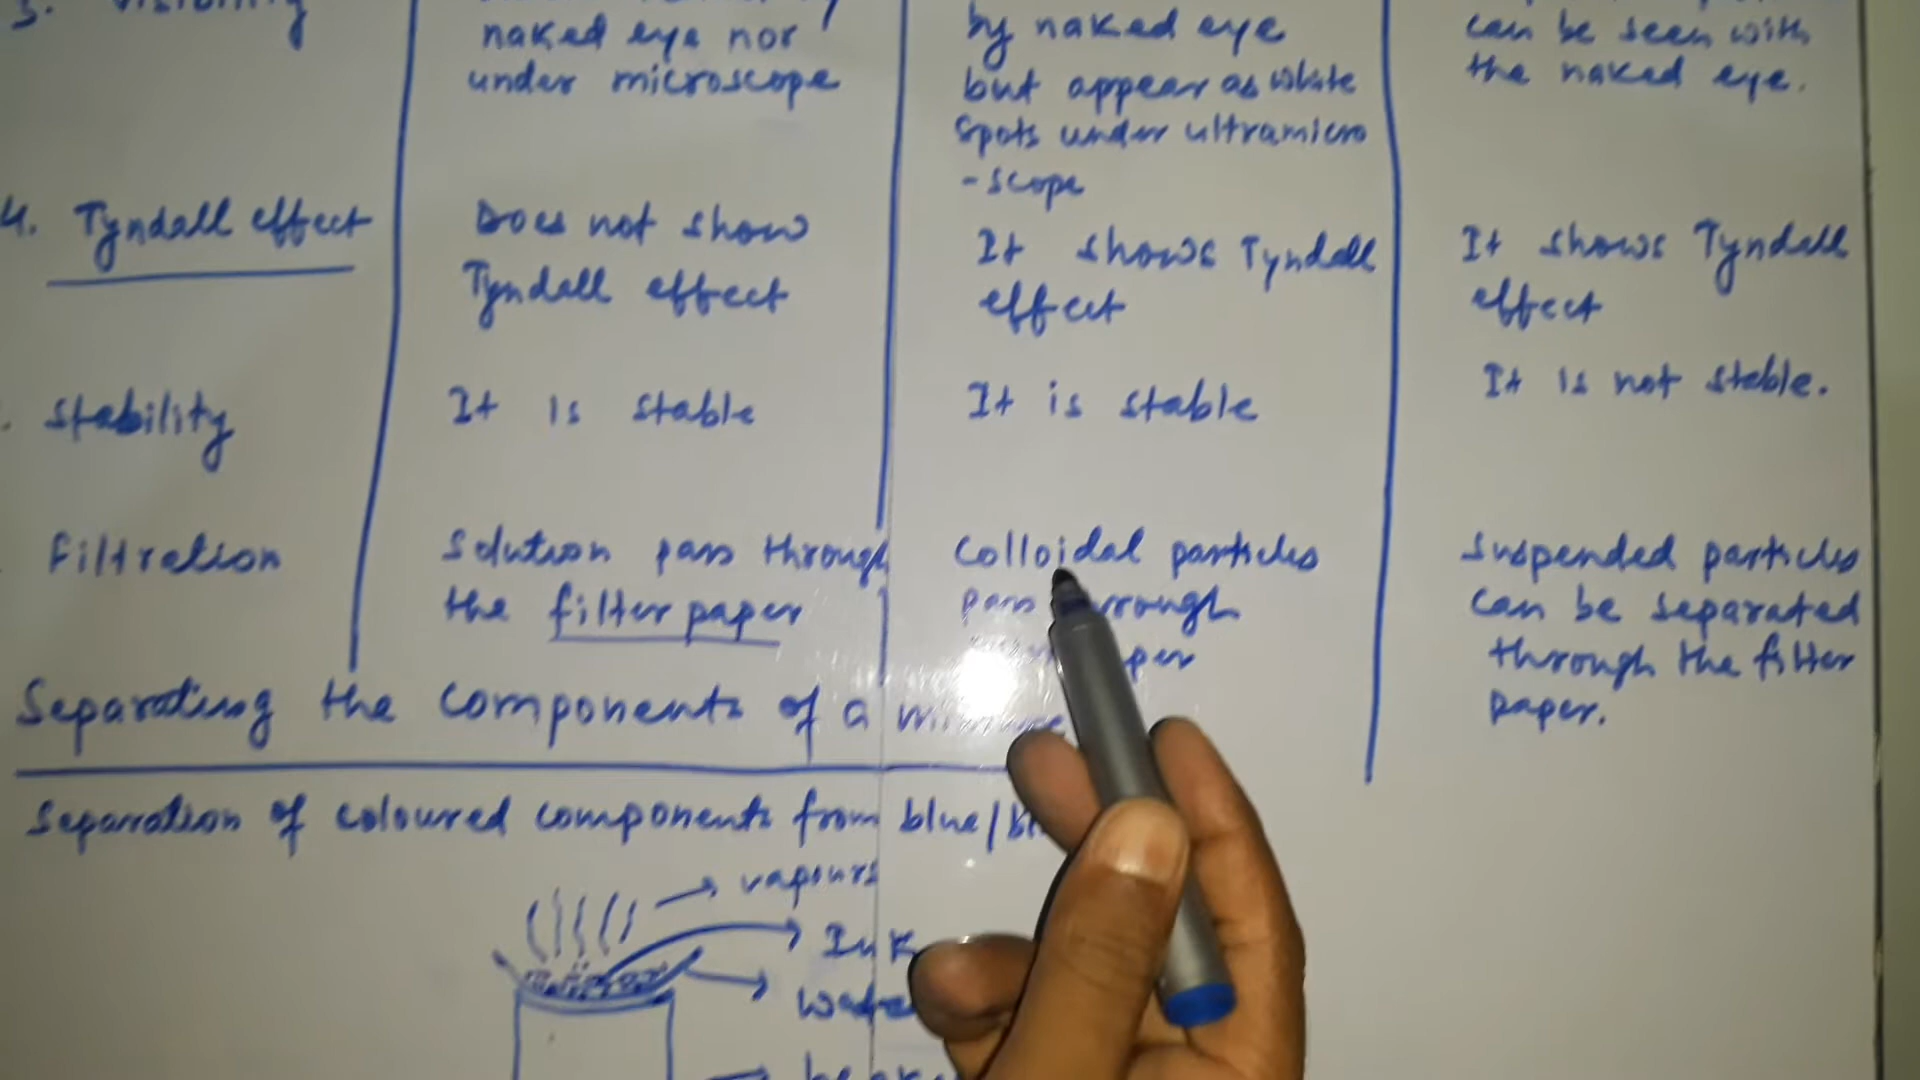 3. Visibility
naked eye nor
under microscope
by naked eye
but appear as white
spots under ultramicro
-scope
can be seen with
the naked eye.
4. Tyndall effect
Does not show
Tyndall effect
It shows Tyndall
effect
It shows Tyndall
effect
Stability
It is stable
It is stable
It is not stable.
Filtration
Solution pass through
the filter paper
Colloidal particles
pass through
Suspended particles
can be separated
through the filter
paper.
Separating the components of a
Separation of coloured components from blue/
vapours
Ink